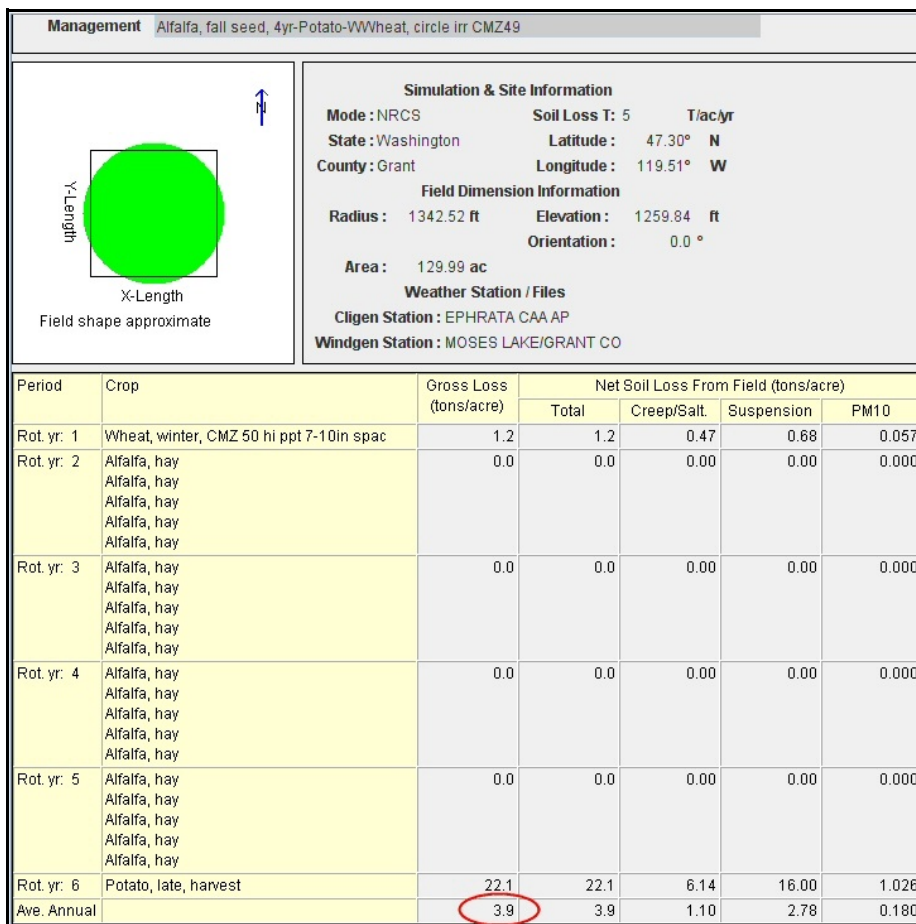 Management Alfalfa, fall seed, 4yr-Potato-WWheat, circle irr CMZ49
N
Y-Length
X-Length
Field shape approximate
Simulation & Site Information
Mode : NRCS Soil Loss T: 5 T/ac/yr
State : Washington Latitude : 47.30° N
County : Grant Longitude : 119.51° W
Field Dimension Information
Radius : 1342.52 ft Elevation : 1259.84 ft
Orientation : 0.0 °
Area : 129.99 ac
Weather Station / Files
Cligen Station : EPHRATA CAA AP
Windgen Station : MOSES LAKE/GRANT CO
Period Crop Gross Loss Net Soil Loss From Field (tons/acre)
(tons/acre) Total Creep/Salt. Suspension PM10
Rot. yr: 1 Wheat, winter, CMZ 50 hi ppt 7-10in spac 1.2 1.2 0.47 0.68 0.057
Rot. yr: 2 Alfalfa, hay 0.0 0.0 0.00 0.00 0.000
Alfalfa, hay
Alfalfa, hay
Alfalfa, hay
Alfalfa, hay
Rot. yr: 3 Alfalfa, hay 0.0 0.0 0.00 0.00 0.000
Alfalfa, hay
Alfalfa, hay
Alfalfa, hay
Alfalfa, hay
Rot. yr: 4 Alfalfa, hay 0.0 0.0 0.00 0.00 0.000
Alfalfa, hay
Alfalfa, hay
Alfalfa, hay
Alfalfa, hay
Rot. yr: 5 Alfalfa, hay 0.0 0.0 0.00 0.00 0.000
Alfalfa, hay
Alfalfa, hay
Alfalfa, hay
Alfalfa, hay
Rot. yr: 6 Potato, late, harvest 22.1 22.1 6.14 16.00 1.026
Ave. Annual 3.9 3.9 1.10 2.78 0.180